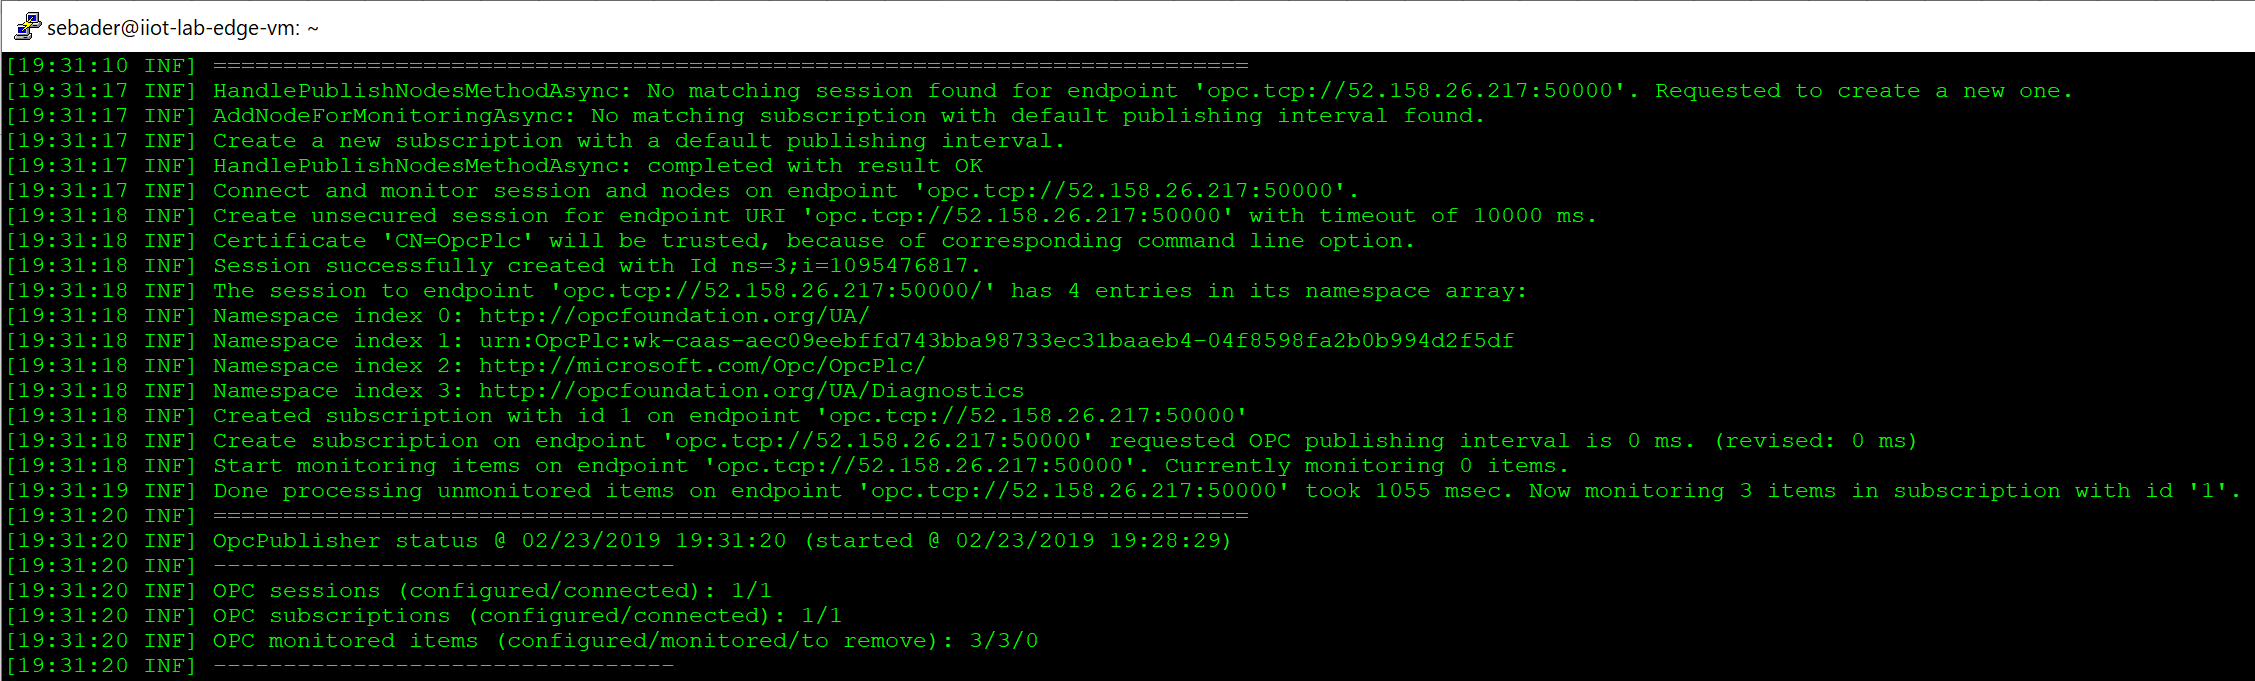 sebader@iiot-lab-edge-vm: ~
[19:31:10 INF] ==========================================================================
[19:31:17 INF] HandlePublishNodesMethodAsync: No matching session found for endpoint 'opc.tcp://52.158.26.217:50000'. Requested to create a new one.
[19:31:17 INF] AddNodeForMonitoringAsync: No matching subscription with default publishing interval found.
[19:31:17 INF] Create a new subscription with a default publishing interval.
[19:31:17 INF] HandlePublishNodesMethodAsync: completed with result OK
[19:31:17 INF] Connect and monitor session and nodes on endpoint 'opc.tcp://52.158.26.217:50000'.
[19:31:18 INF] Create unsecured session for endpoint URI 'opc.tcp://52.158.26.217:50000' with timeout of 10000 ms.
[19:31:18 INF] Certificate 'CN=OpcPlc' will be trusted, because of corresponding command line option.
[19:31:18 INF] Session successfully created with Id ns=3;i=1095476817.
[19:31:18 INF] The session to endpoint 'opc.tcp://52.158.26.217:50000/' has 4 entries in its namespace array:
[19:31:18 INF] Namespace index 0: http://opcfoundation.org/UA/
[19:31:18 INF] Namespace index 1: urn:OpcPlc:wk-caas-aec09eebffd743bba98733ec31baaeb4-04f8598fa2b0b994d2f5df
[19:31:18 INF] Namespace index 2: http://microsoft.com/Opc/OpcPlc/
[19:31:18 INF] Namespace index 3: http://opcfoundation.org/UA/Diagnostics
[19:31:18 INF] Created subscription with id 1 on endpoint 'opc.tcp://52.158.26.217:50000'
[19:31:18 INF] Create subscription on endpoint 'opc.tcp://52.158.26.217:50000' requested OPC publishing interval is 0 ms. (revised: 0 ms)
[19:31:18 INF] Start monitoring items on endpoint 'opc.tcp://52.158.26.217:50000'. Currently monitoring 0 items.
[19:31:19 INF] Done processing unmonitored items on endpoint 'opc.tcp://52.158.26.217:50000' took 1055 msec. Now monitoring 3 items in subscription with id '1'.
[19:31:20 INF] ==========================================================================
[19:31:20 INF] OpcPublisher status @ 02/23/2019 19:31:20 (started @ 02/23/2019 19:28:29)
[19:31:20 INF] ---------------------------------
[19:31:20 INF] OPC sessions (configured/connected): 1/1
[19:31:20 INF] OPC subscriptions (configured/connected): 1/1
[19:31:20 INF] OPC monitored items (configured/monitored/to remove): 3/3/0
[19:31:20 INF] ---------------------------------